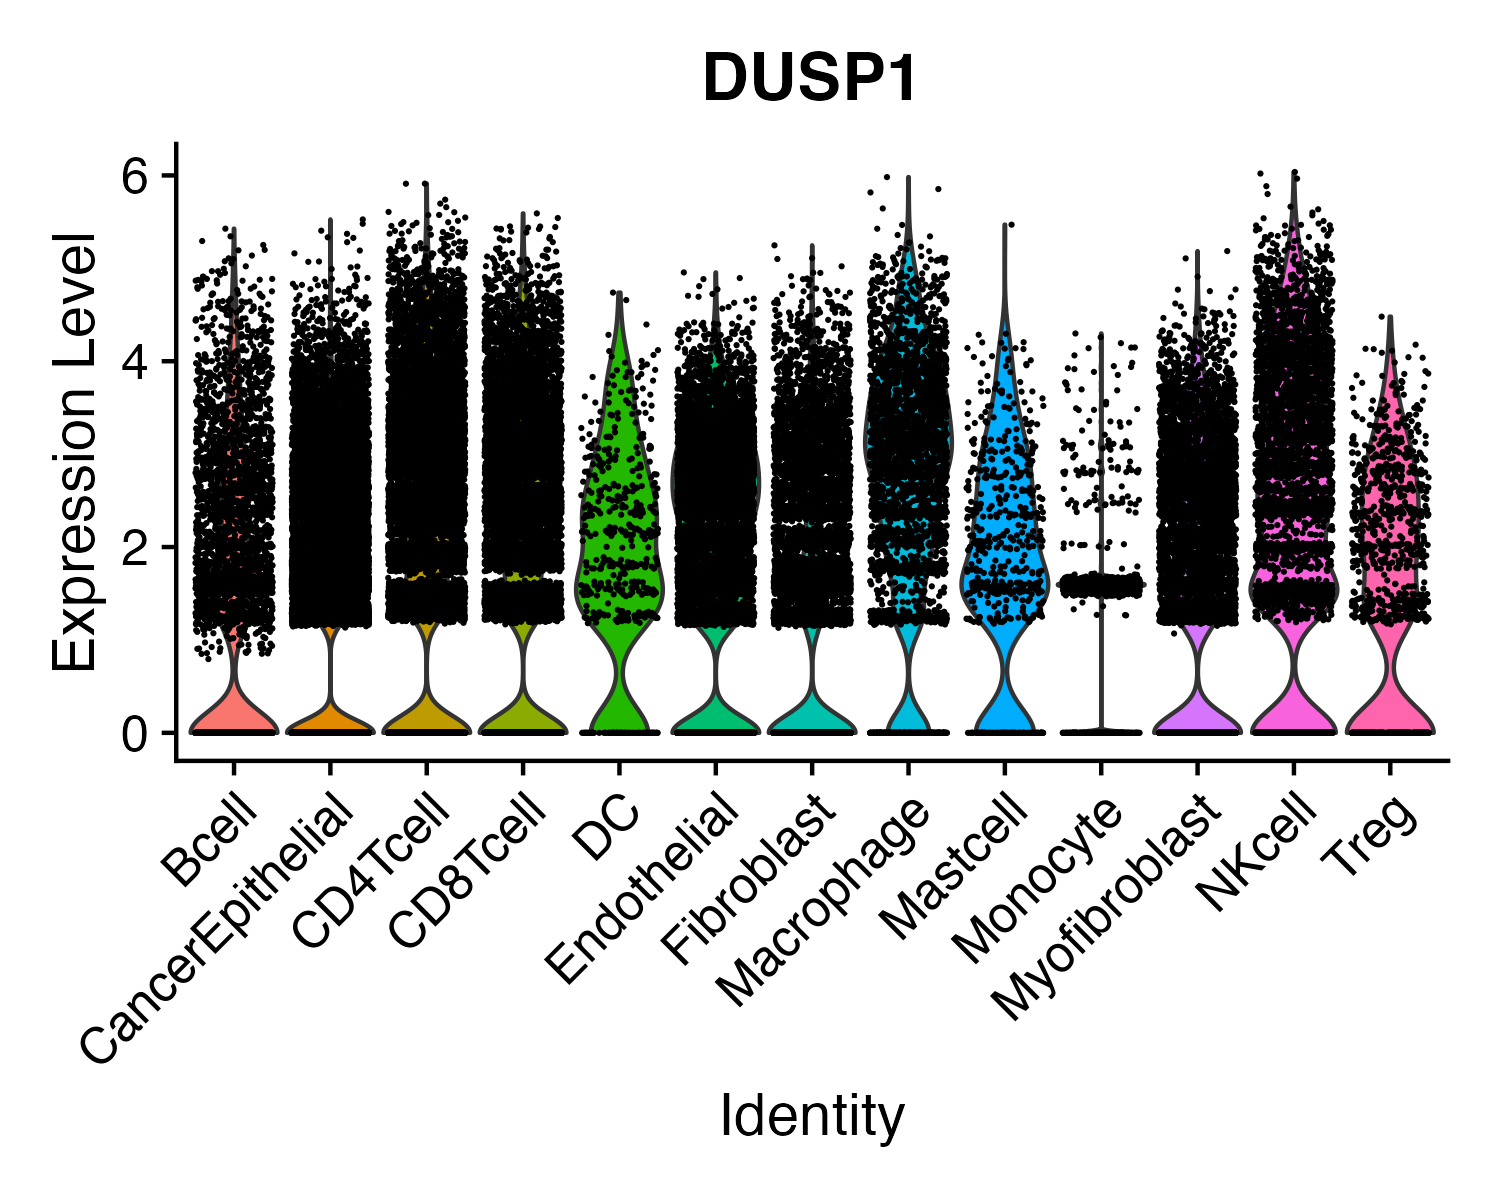 DUSP1
Expression Level
6
4
2
0
Bcell
CancerEpithelial
CD4Tcell
CD8Tcell
DC
Endothelial
Fibroblast
Macrophage
Mastcell
Monocyte
Myofibroblast
NKcell
Treg
Identity